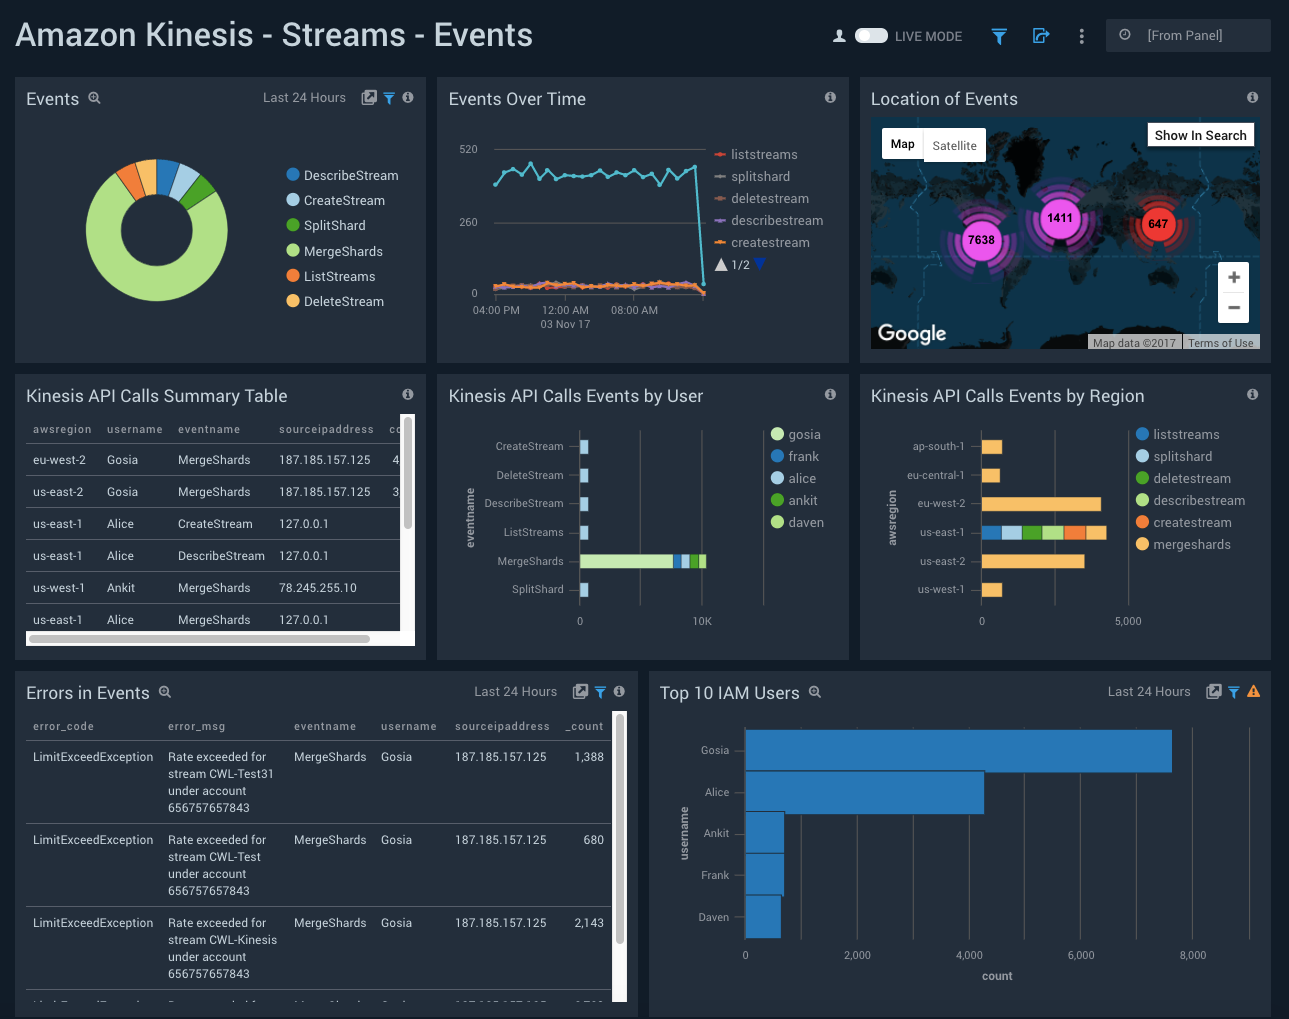 Amazon Kinesis - Streams - Events
LIVE MODE
[From Panel]
Events
Last 24 Hours
DescribeStream
CreateStream
SplitShard
MergeShards
ListStreams
DeleteStream
Events Over Time
520
260
0
04:00 PM
12:00 AM
03 Nov 17
08:00 AM
liststreams
splitshard
deletestream
describestream
createstream
1/2
Location of Events
Map
Satellite
Show In Search
7638
1411
647
+
−
Google
Map data ©2017
Terms of Use
Kinesis API Calls Summary Table
awsregion username eventname sourceipaddress
eu-west-2 Gosia MergeShards 187.185.157.125 4
us-east-2 Gosia MergeShards 187.185.157.125 3
us-east-1 Alice CreateStream 127.0.0.1
us-east-1 Alice DescribeStream 127.0.0.1
us-west-1 Ankit MergeShards 78.245.255.10
us-east-1 Alice MergeShards 127.0.0.1
Kinesis API Calls Events by User
eventname
CreateStream
DeleteStream
DescribeStream
ListStreams
MergeShards
SplitShard
0
10K
gosia
frank
alice
ankit
daven
Kinesis API Calls Events by Region
awsregion
ap-south-1
eu-central-1
eu-west-2
us-east-1
us-east-2
us-west-1
0
5,000
liststreams
splitshard
deletestream
describestream
createstream
mergeshards
Errors in Events
Last 24 Hours
error_code error_msg eventname username sourceipaddress _count
LimitExceedException Rate exceeded for MergeShards Gosia 187.185.157.125 1,388
stream CWL-Test31
under account
656757657843
LimitExceedException Rate exceeded for MergeShards Gosia 187.185.157.125 680
stream CWL-Test
under account
656757657843
LimitExceedException Rate exceeded for MergeShards Gosia 187.185.157.125 2,143
stream CWL-Kinesis
under account
656757657843
Top 10 IAM Users
Last 24 Hours
username
Gosia
Alice
Ankit
Frank
Daven
0
2,000
4,000
6,000
8,000
count